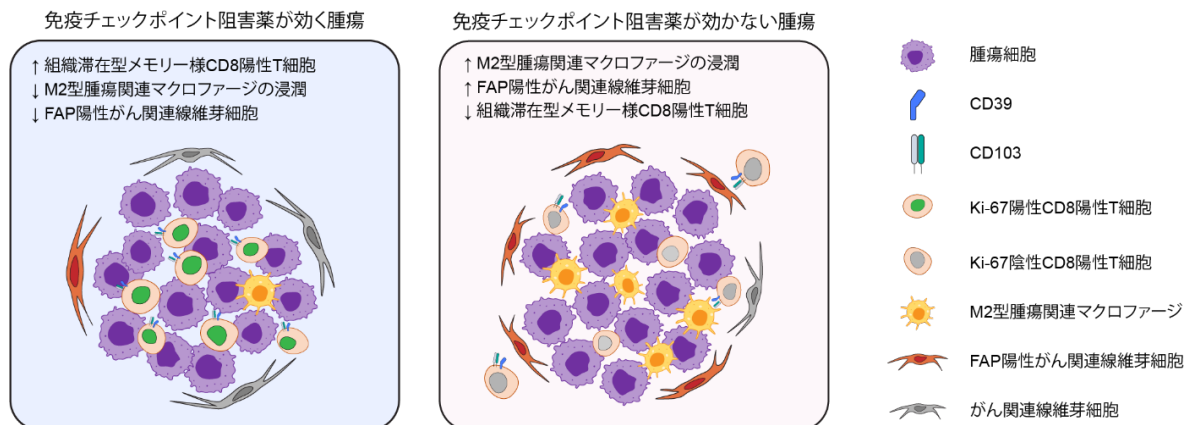 免疫チェックポイント阻害薬が効く腫瘍
↑ 組織滞在型メモリー様CD8陽性T細胞
↓ M2型腫瘍関連マクロファージの浸潤
↓ FAP陽性がん関連線維芽細胞
免疫チェックポイント阻害薬が効かない腫瘍
↑ M2型腫瘍関連マクロファージの浸潤
↑ FAP陽性がん関連線維芽細胞
↓ 組織滞在型メモリー様CD8陽性T細胞
腫瘍細胞
CD39
CD103
Ki-67陽性CD8陽性T細胞
Ki-67陰性CD8陽性T細胞
M2型腫瘍関連マクロファージ
FAP陽性がん関連線維芽細胞
がん関連線維芽細胞